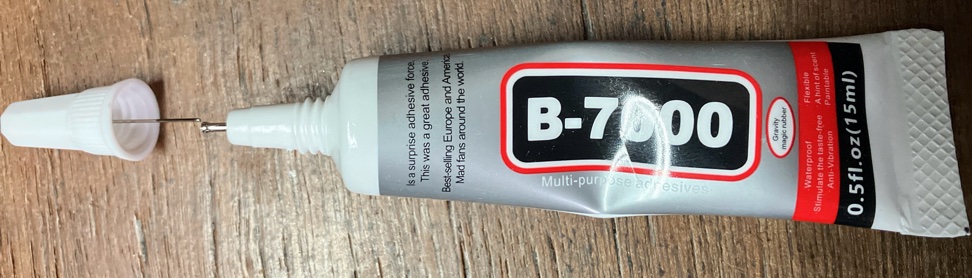 Is a surprise adhesive force.
This was a great adhesive.
Best-selling Europe and America
Mad fans around the world.
B-7000
Multi-purpose adhesives
Gravity
magic rubber
Waterproof · Flexible
Stimulate the taste-free A hint of scent
Anti-Vibration Paintable
0.5fl.oz(15ml)